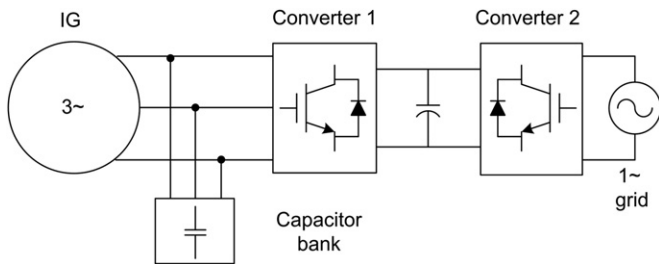 IG
Converter 1
Converter 2
3~
1~
grid
Capacitor
bank